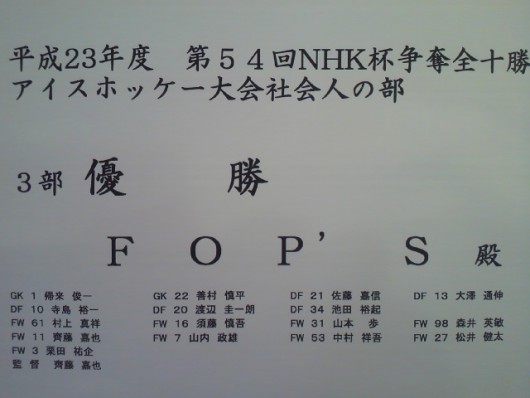 平成23年度　第５４回NHK杯争奪全十勝
アイスホッケー大会社会人の部
3部 優　勝
ＦＯＰ’Ｓ 殿
GK 1 帰来 俊一　GK 22 善村 慎平　DF 21 佐藤 嘉信　DF 13 大澤 通伸
DF 10 寺島 裕一　DF 20 渡辺 圭一朗　DF 34 池田 裕起
FW 61 村上 真祥　FW 16 須藤 慎吾　FW 31 山本 歩　FW 98 森井 英敏
FW 11 齊藤 嘉也　FW 7 山内 政雄　FW 53 中村 祥吾　FW 27 松井 健太
FW 3 栗田 祐企
監 督 齊藤 嘉也